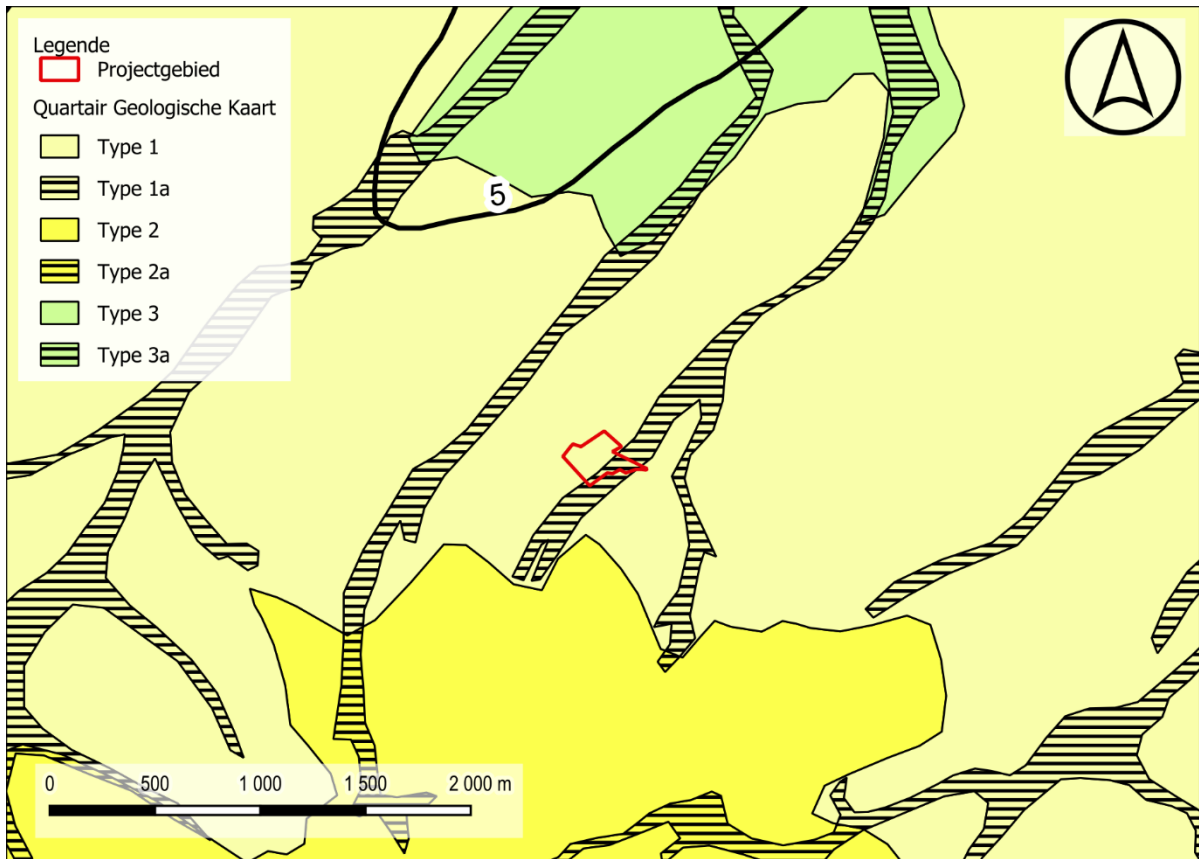 Legende
Projectgebied
Quartair Geologische Kaart
Type 1
Type 1a
Type 2
Type 2a
Type 3
Type 3a
5
0 500 1 000 1 500 2 000 m